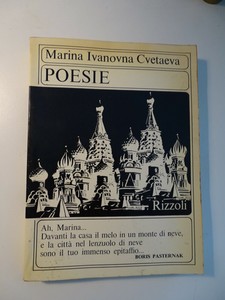 Marina Ivanovna Cvetaeva
POESIE
Rizzoli
Ah, Marina...
Davanti la casa il melo in un monte di neve,
e la città nel lenzuolo di neve
sono il tuo immenso epitaffio...
BORIS PASTERNAK